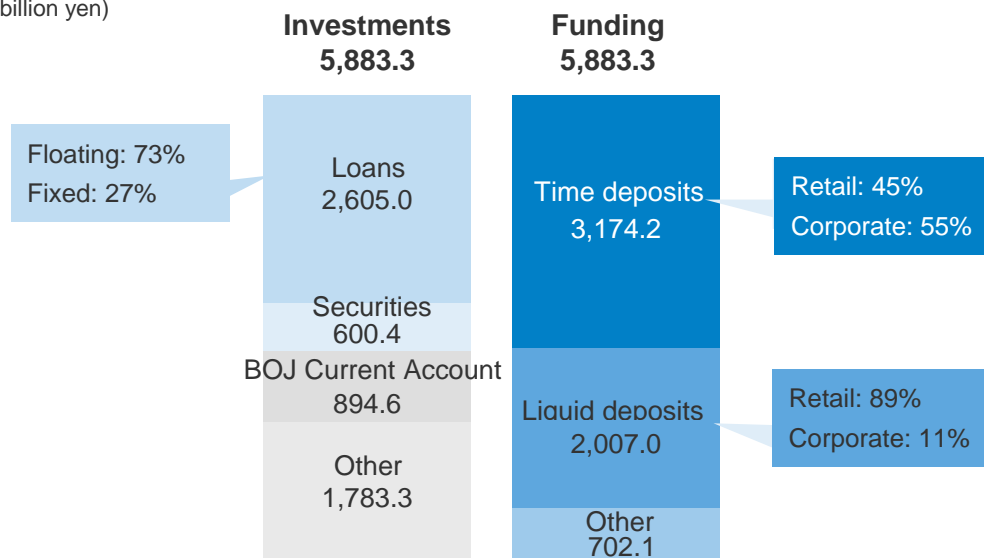 billion yen)
Investments
5,883.3
Funding
5,883.3
Floating: 73%
Fixed: 27%
Loans
2,605.0
Securities
600.4
BOJ Current Account
894.6
Other
1,783.3
Time deposits
3,174.2
Retail: 45%
Corporate: 55%
Liquid deposits
2,007.0
Retail: 89%
Corporate: 11%
Other
702.1